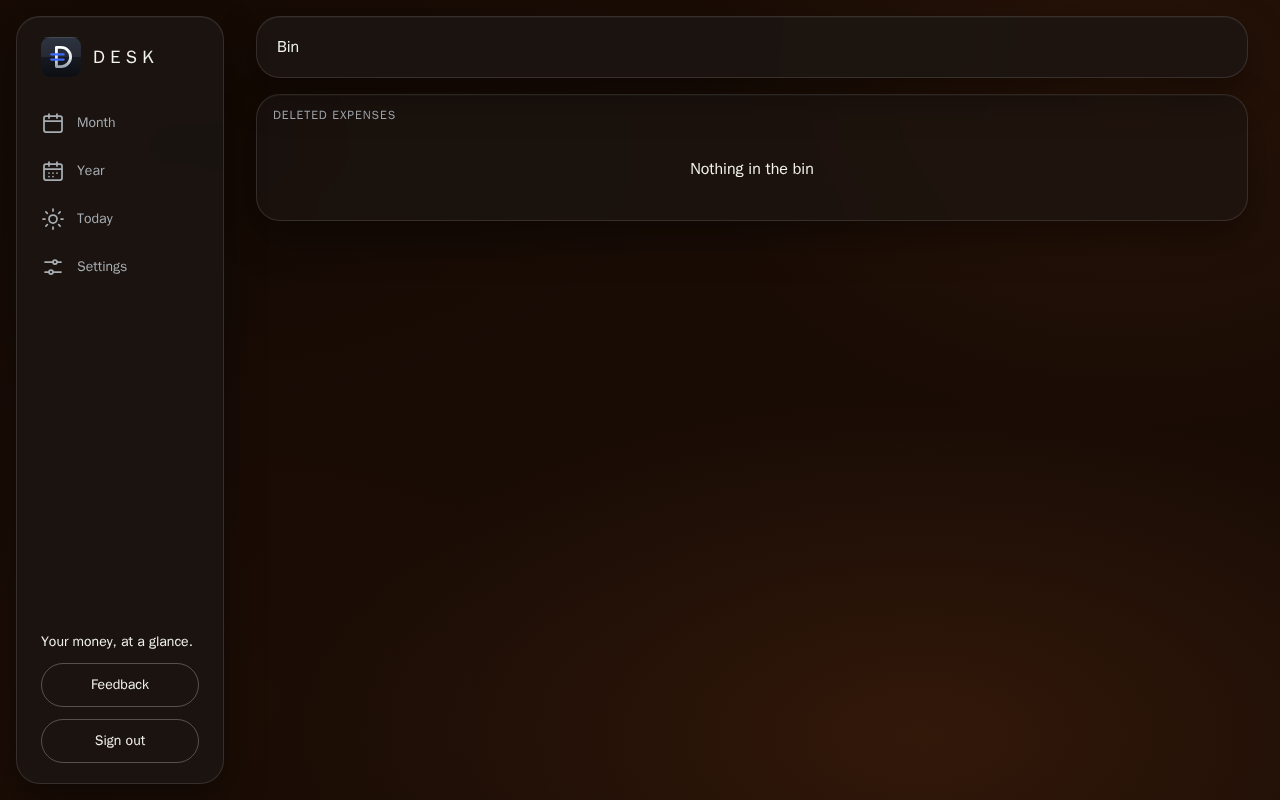 DESK
Month
Year
Today
Settings
Your money, at a glance.
Feedback
Sign out
Bin
DELETED EXPENSES
Nothing in the bin